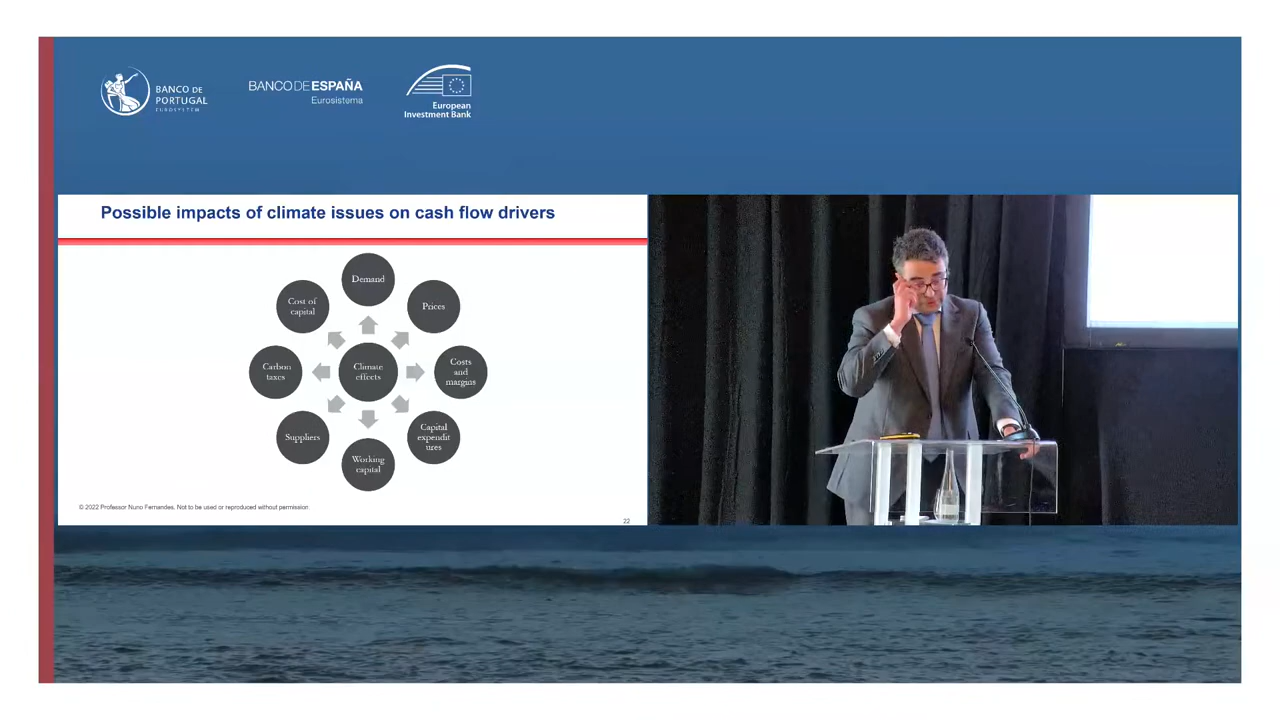 BANCO DE
PORTUGAL
EUROSYSTEM
BANCO DE ESPAÑA
Eurosistema
European
Investment Bank
Possible impacts of climate issues on cash flow drivers
Demand
Cost of
capital
Prices
Carbon
taxes
Climate
effects
Costs
and
margins
Suppliers
Capital
expendit
ures
Working
capital
© 2022 Professor Nuno Fernandes. Not to be used or reproduced without permission
22